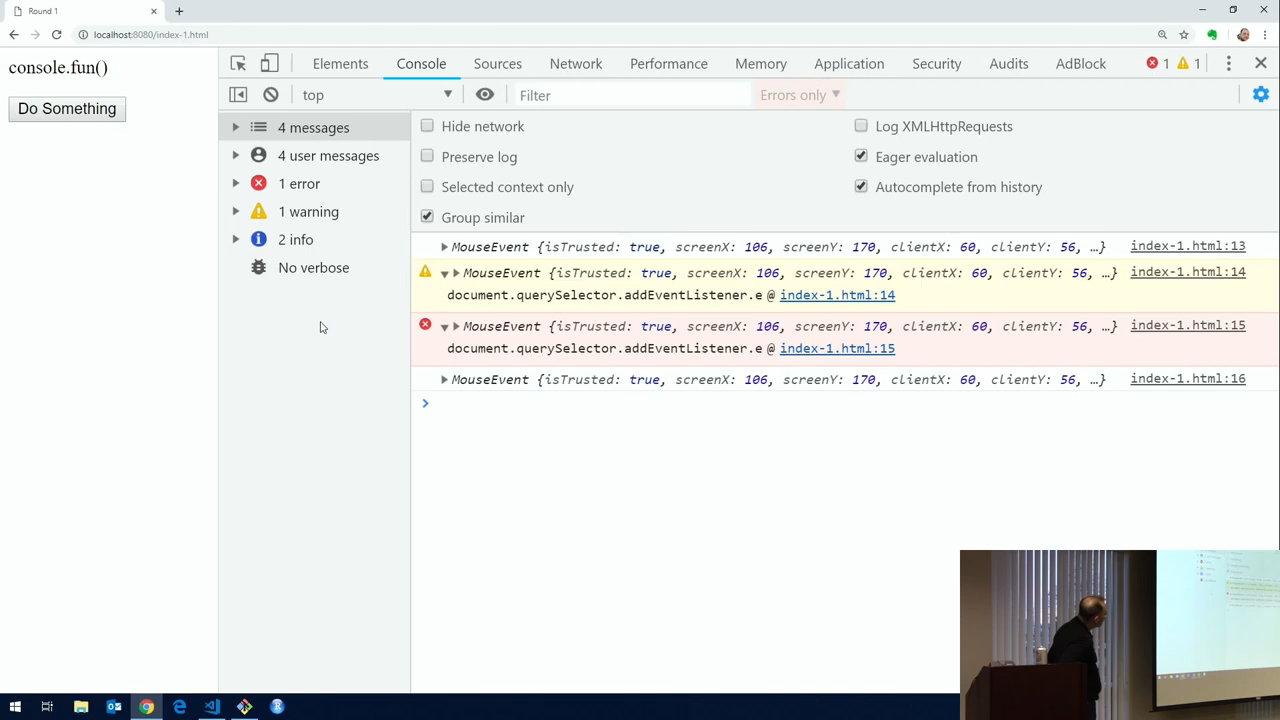 Round 1
localhost:8080/index-1.html
console.fun()
Do Something
Elements Console Sources Network Performance Memory Application Security Audits AdBlock 1 1
top Filter Errors only
4 messages
4 user messages
1 error
1 warning
2 info
No verbose
Hide network Log XMLHttpRequests
Preserve log Eager evaluation
Selected context only Autocomplete from history
Group similar
MouseEvent {isTrusted: true, screenX: 106, screenY: 170, clientX: 60, clientY: 56, …} index-1.html:13
MouseEvent {isTrusted: true, screenX: 106, screenY: 170, clientX: 60, clientY: 56, …} index-1.html:14
document.querySelector.addEventListener.e @ index-1.html:14
MouseEvent {isTrusted: true, screenX: 106, screenY: 170, clientX: 60, clientY: 56, …} index-1.html:15
document.querySelector.addEventListener.e @ index-1.html:15
MouseEvent {isTrusted: true, screenX: 106, screenY: 170, clientX: 60, clientY: 56, …} index-1.html:16